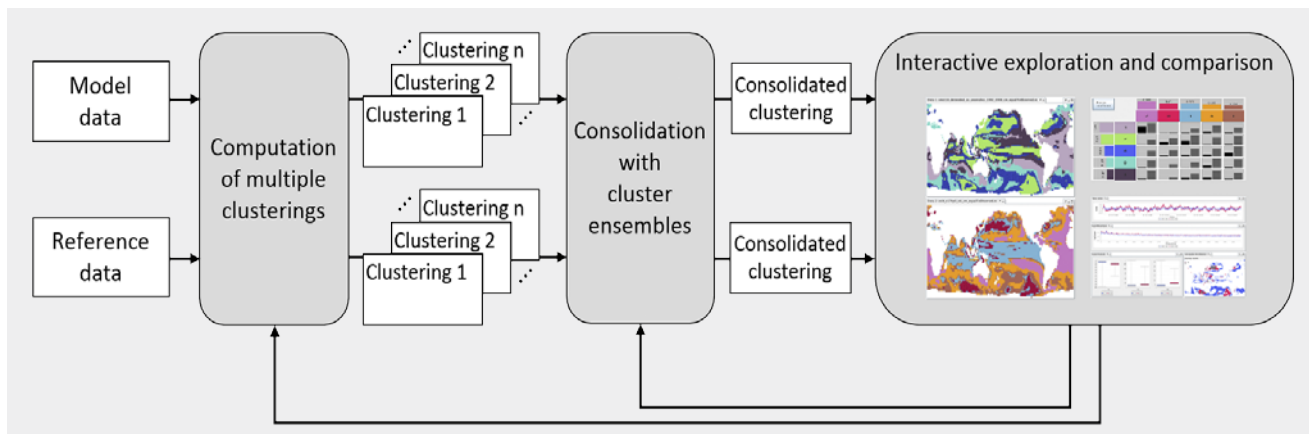 Model
data
Reference
data
Computation
of multiple
clusterings
Clustering n
Clustering 2
Clustering 1
Clustering n
Clustering 2
Clustering 1
Consolidation
with
cluster
ensembles
Consolidated
clustering
Consolidated
clustering
Interactive exploration and comparison